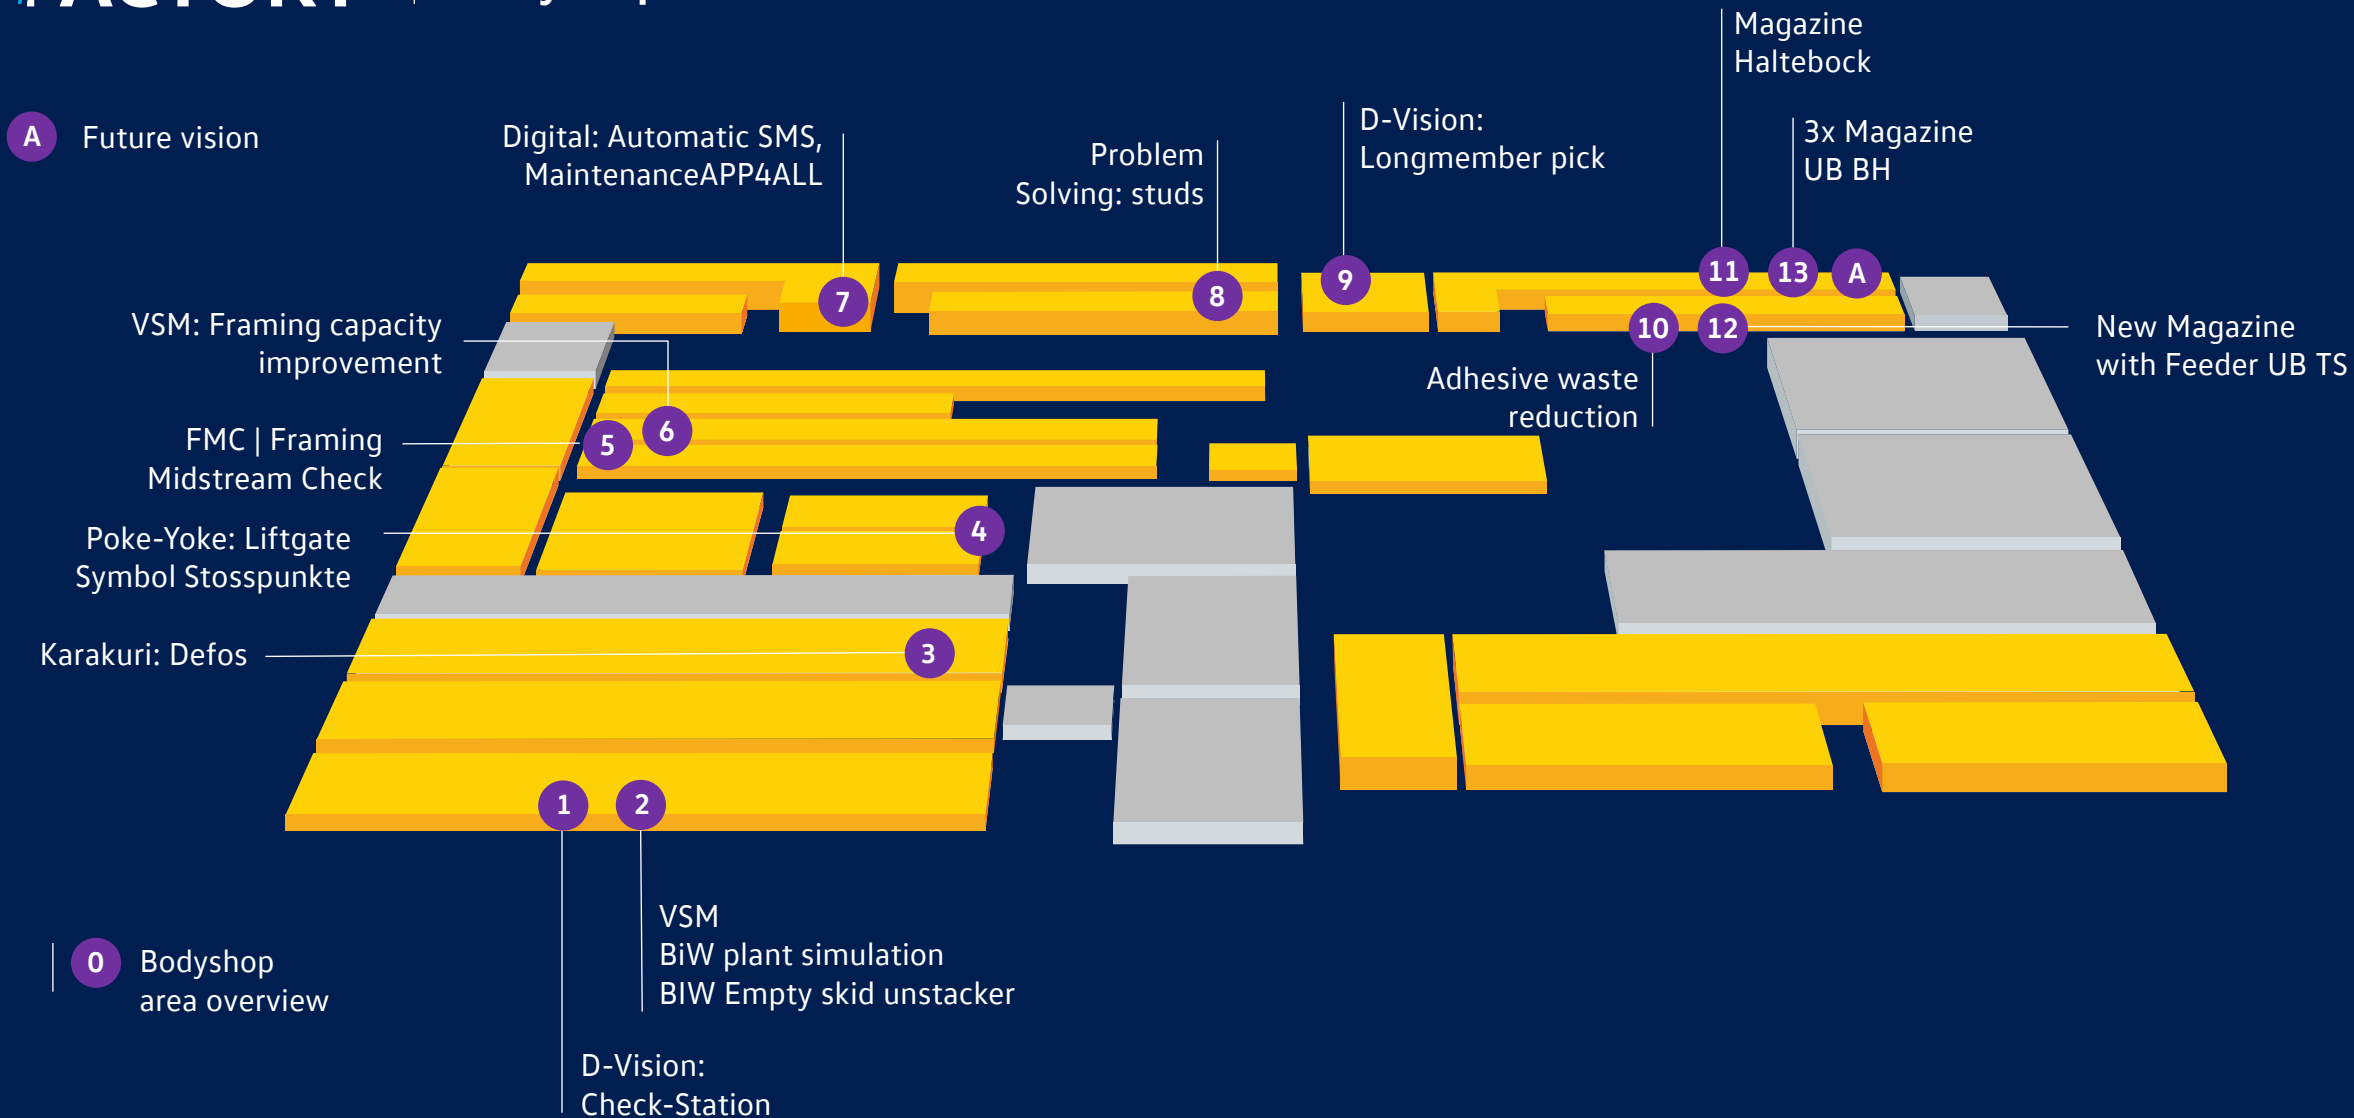 Magazine
Haltebock
A Future vision
Digital: Automatic SMS,
MaintenanceAPP4ALL
Problem
Solving: studs
D-Vision:
Longmember pick
3x Magazine
UB BH
7
8
9
11
13
A
10
12
VSM: Framing capacity
improvement
New Magazine
with Feeder UB TS
Adhesive waste
reduction
FMC | Framing
Midstream Check
5
6
Poke-Yoke: Liftgate
Symbol Stosspunkte
4
Karakuri: Defos
3
1
2
VSM
BiW plant simulation
BIW Empty skid unstacker
0 Bodyshop
area overview
D-Vision:
Check-Station